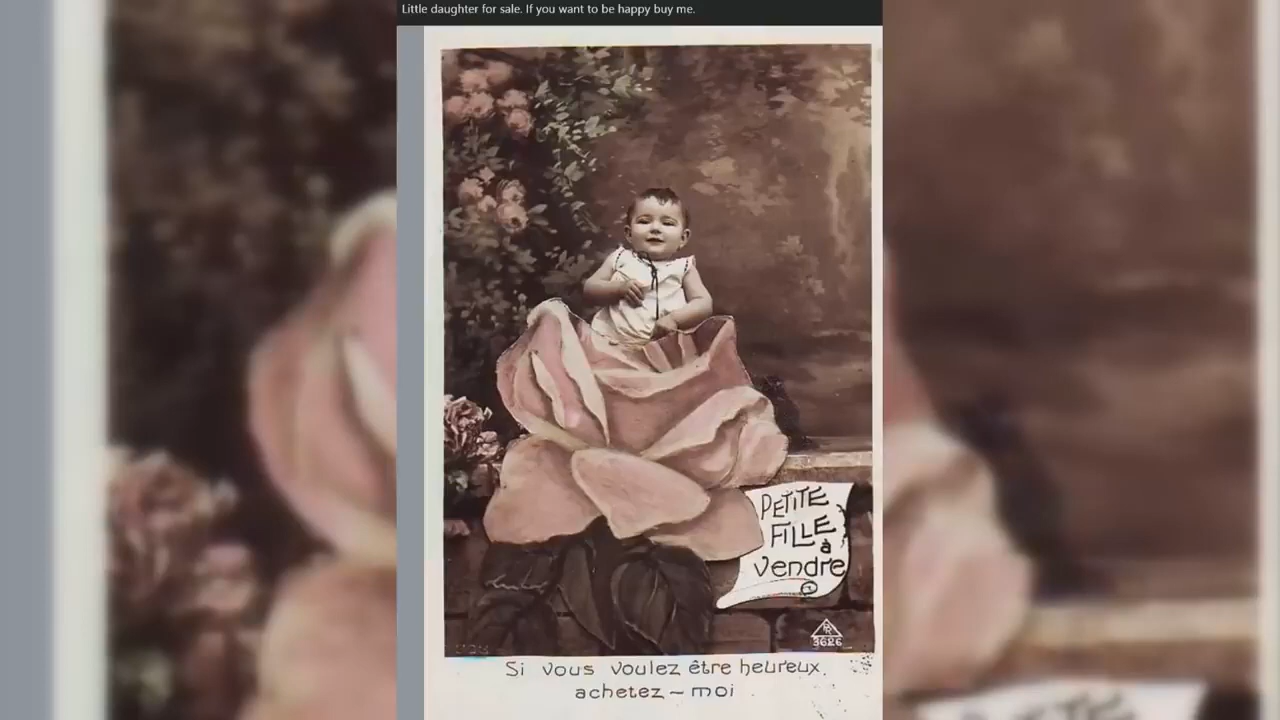 Little daughter for sale. If you want to be happy buy me.
PETITE
FILLE
à
vendre
3626
Si vous voulez être heureux,
achetez - moi